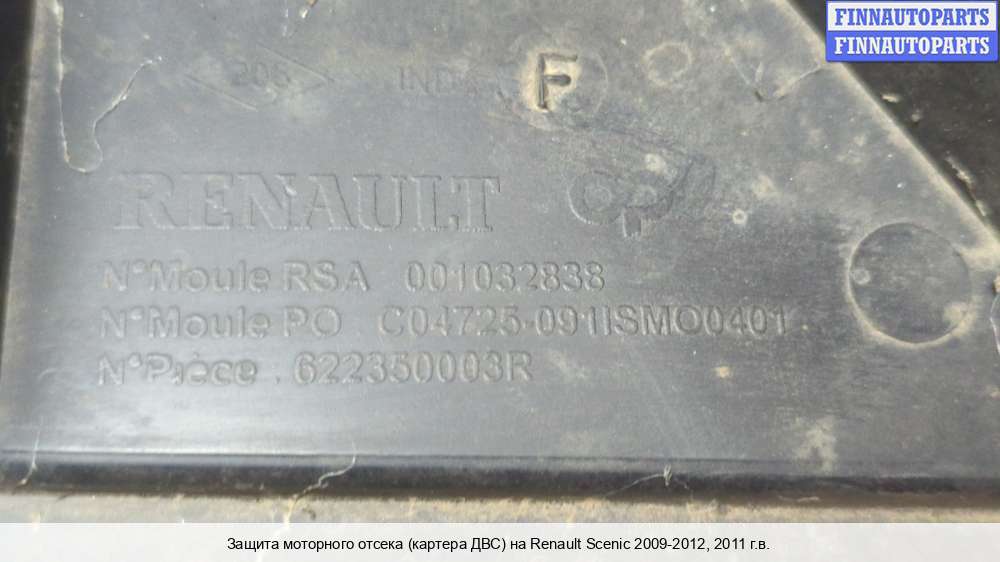 FINNAUTOPARTS
FINNAUTOPARTS
F
RENAULT
N°Moule RSA 001032838
N°Moule PO C04725-091ISMO0401
N°Pièce 622350003R
Защита моторного отсека (картера ДВС) на Renault Scenic 2009-2012, 2011 г.в.